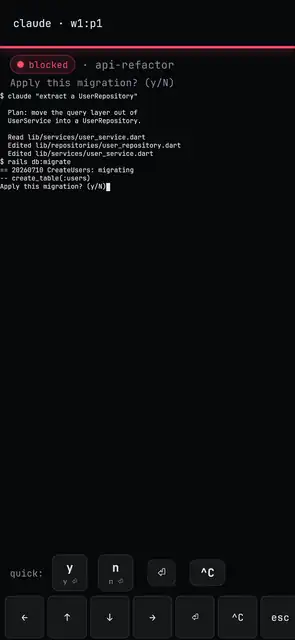 claude · w1:p1
blocked · api-refactor
Apply this migration? (y/N)
$ claude "extract a UserRepository"
Plan: move the query layer out of
UserService into a UserRepository.
Read lib/services/user_service.dart
Edited lib/repositories/user_repository.dart
Edited lib/services/user_service.dart
$ rails db:migrate
== 20260710 CreateUsers: migrating
-- create_table(:users)
Apply this migration? (y/N)
quick: y n ⏎ ^C
y ⏎ n ⏎
← ↑ ↓ → ⏎ ^C esc